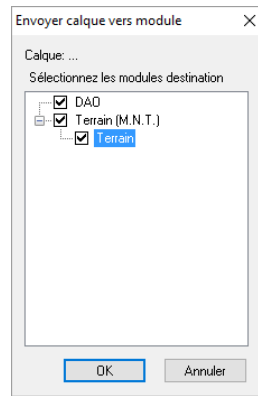 Envoyer calque vers module
Calque: ...
Sélectionnez les modules destination
DAO
Terrain (M.N.T.)
Terrain
OK Annuler